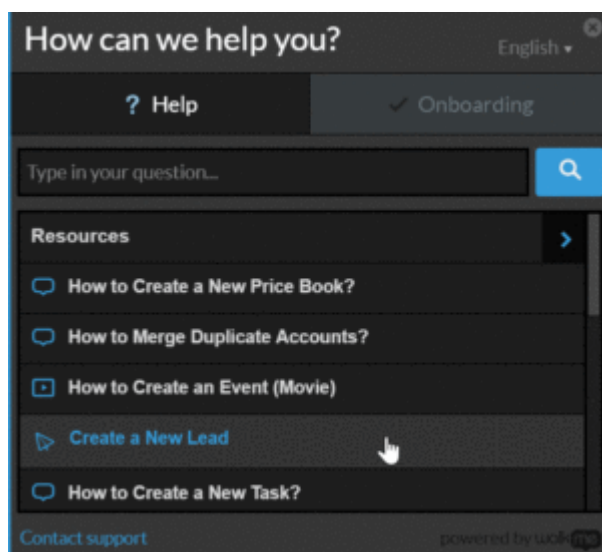 How can we help you?
English
? Help
Onboarding
Type in your question...
Resources
How to Create a New Price Book?
How to Merge Duplicate Accounts?
How to Create an Event (Movie)
Create a New Lead
How to Create a New Task?
Contact support
powered by walkme